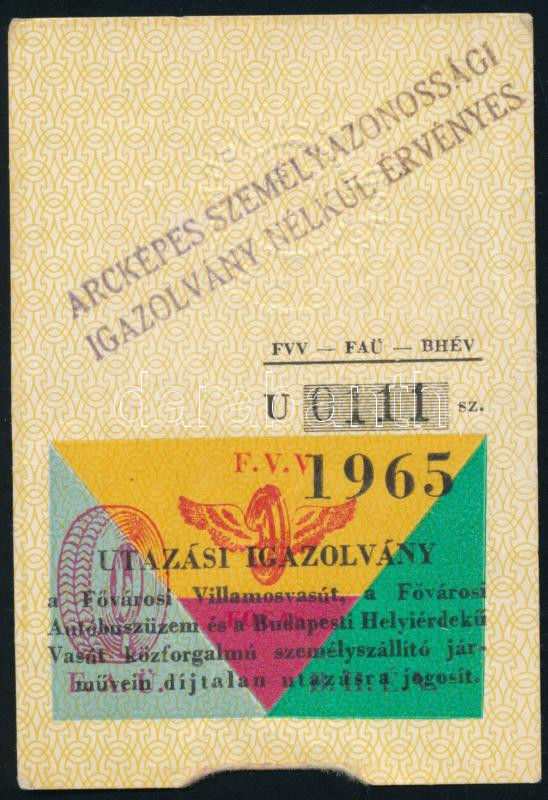 ARCKÉPES SZEMÉLYAZONOSSÁGI
IGAZOLVÁNY NÉLKÜL ÉRVÉNYES
FVV — FAÜ — BHÉV
U 0111 sz.
darabanth
F.V.V.
1965
UTAZÁSI IGAZOLVÁNY
a Fővárosi Villamosvasút, a Fővárosi
Autóbuszüzem és a Budapesti Helyiérdekű
Vasút közforgalmú személyszállító jár-
művein díjtalan utazásra jogosít.
F.A.Ü.
B.H.É.V.